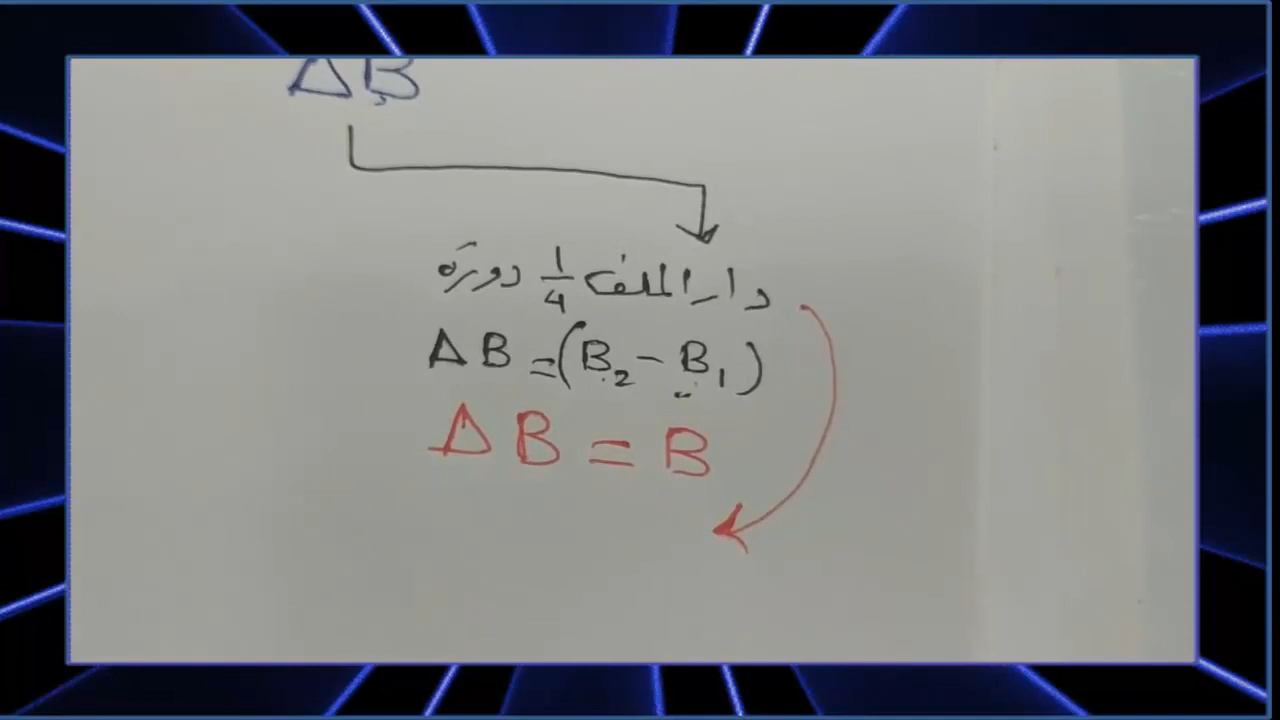 ΔB
دار الملف 1/4 دورة
ΔB = (B₂ - B₁)
ΔB = B